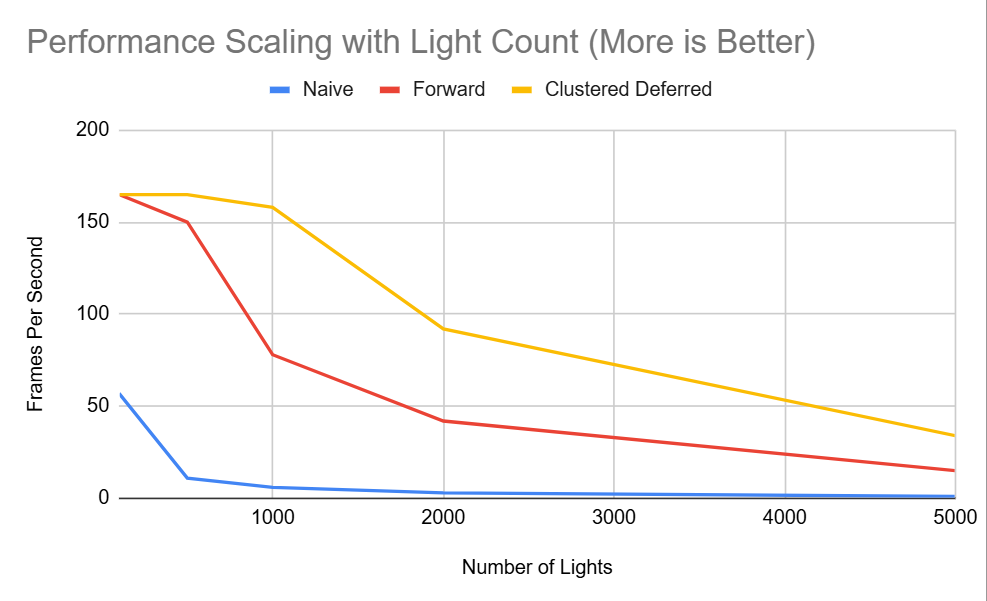 Performance Scaling with Light Count (More is Better)
Naive Forward Clustered Deferred
200
150
100
50
0
Frames Per Second
1000 2000 3000 4000 5000
Number of Lights